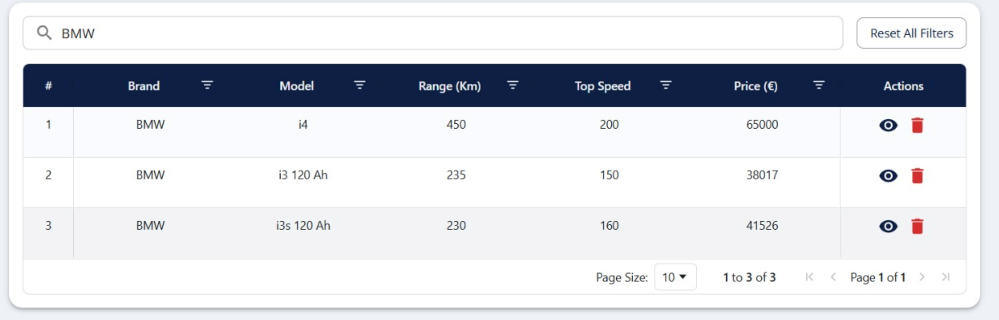 BMW
Reset All Filters
# Brand Model Range (Km) Top Speed Price (€) Actions
1 BMW i4 450 200 65000
2 BMW i3 120 Ah 235 150 38017
3 BMW i3s 120 Ah 230 160 41526
Page Size: 10 1 to 3 of 3 Page 1 of 1